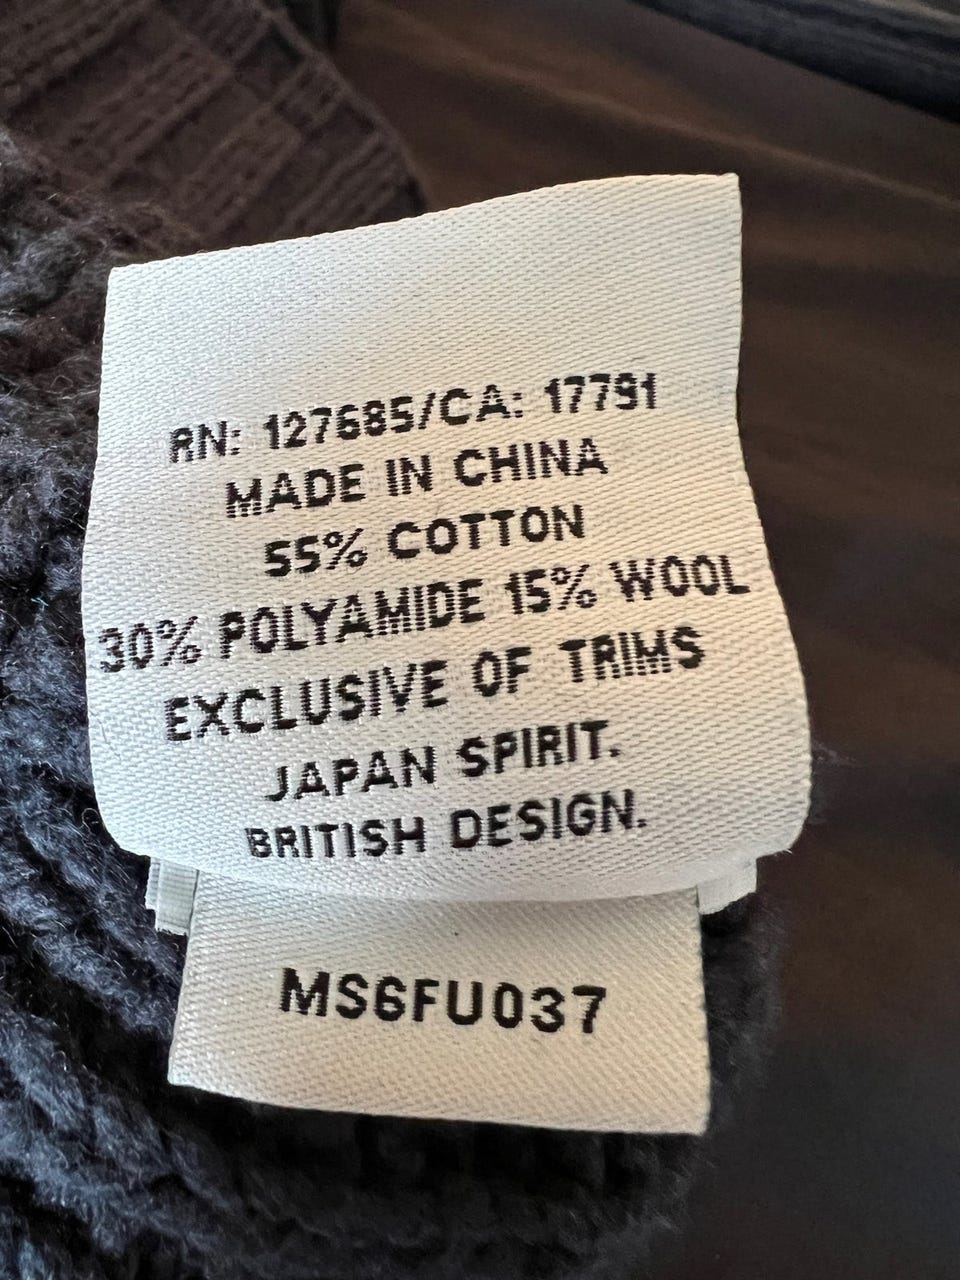 RN: 127685/CA: 17791
MADE IN CHINA
55% COTTON
30% POLYAMIDE 15% WOOL
EXCLUSIVE OF TRIMS
JAPAN SPIRIT.
BRITISH DESIGN.
MS6FU037